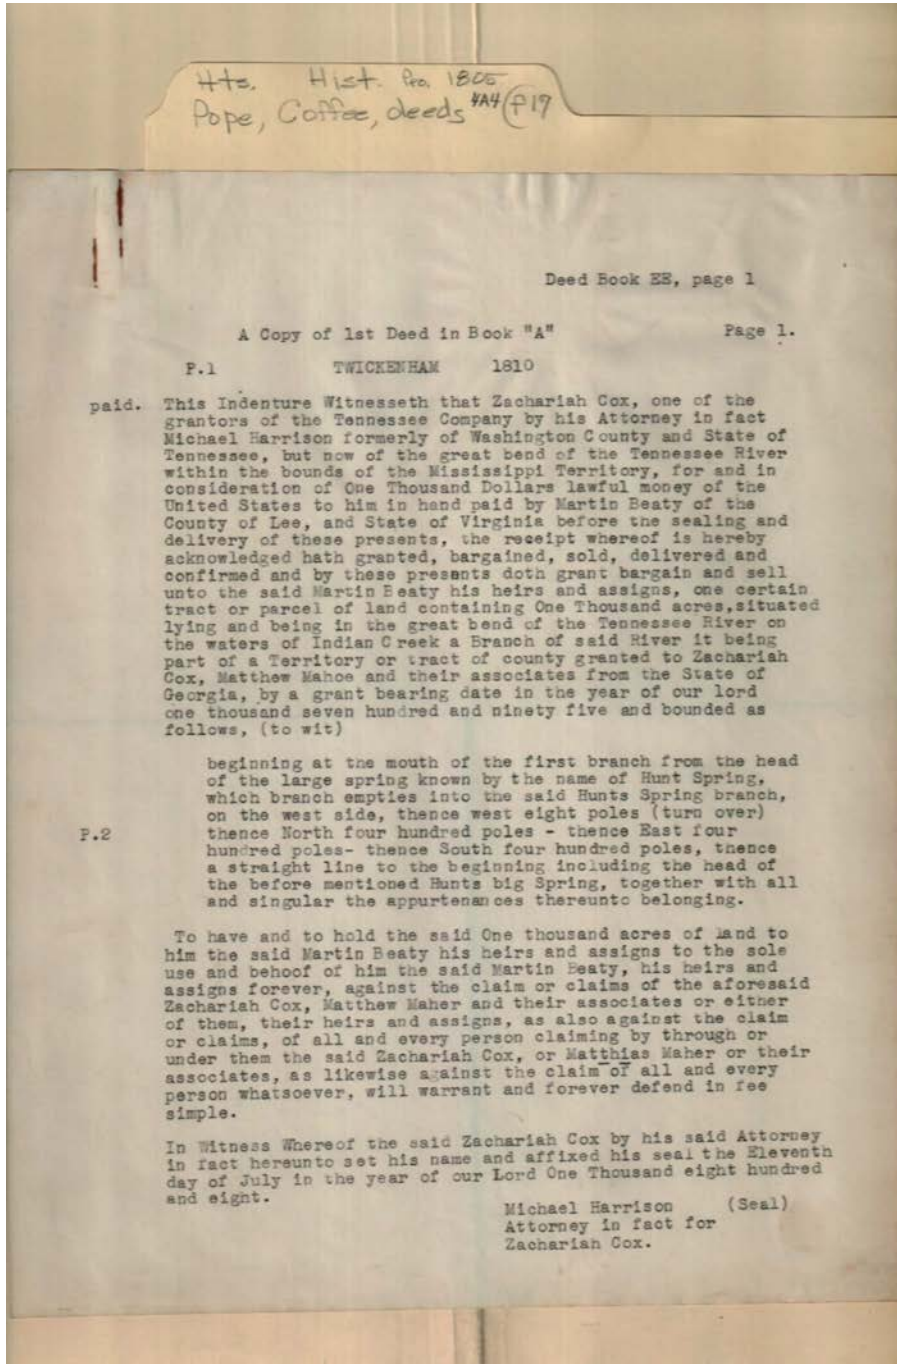 Hts. Hist. Pro. 1805
Pope, Coffee, deeds 4A4 P19
Deed Book EE, page 1
A Copy of 1st Deed in Book "A" Page 1.
P.1 TWICKENHAM 1810
paid. This Indenture Witnesseth that Zachariah Cox, one of the
grantors of the Tennessee Company by his Attorney in fact
Michael Harrison formerly of Washington County and State of
Tennessee, but now of the great bend of the Tennessee River
within the bounds of the Mississippi Territory, for and in
consideration of One Thousand Dollars lawful money of the
United States to him in hand paid by Martin Beaty of the
County of Lee, and State of Virginia before the sealing and
delivery of these presents, the receipt whereof is hereby
acknowledged hath granted, bargained, sold, delivered and
confirmed and by these presents doth grant bargain and sell
unto the said Martin Beaty his heirs and assigns, one certain
tract or parcel of land containing One Thousand acres,situated
lying and being in the great bend of the Tennessee River on
the waters of Indian Creek a Branch of said River it being
part of a Territory or tract of county granted to Zachariah
Cox, Matthew Mahoe and their associates from the State of
Georgia, by a grant bearing date in the year of our lord
one thousand seven hundred and ninety five and bounded as
follows, (to wit)
beginning at the mouth of the first branch from the head
of the large spring known by the name of Hunt Spring,
which branch empties into the said Hunts Spring branch,
on the west side, thence west eight poles (turn over)
P.2 thence North four hundred poles - thence East four
hundred poles- thence South four hundred poles, thence
a straight line to the beginning including the head of
the before mentioned Hunts big Spring, together with all
and singular the appurtenances thereunto belonging.
To have and to hold the said One thousand acres of land to
him the said Martin Beaty his heirs and assigns to the sole
use and behoof of him the said Martin Beaty, his heirs and
assigns forever, against the claim or claims of the aforesaid
Zachariah Cox, Matthew Maher and their associates or either
of them, their heirs and assigns, as also against the claim
or claims, of all and every person claiming by through or
under them the said Zachariah Cox, or Matthias Maher or their
associates, as likewise against the claim of all and every
person whatsoever, will warrant and forever defend in fee
simple.
In Witness Whereof the said Zachariah Cox by his said Attorney
in fact hereunto set his name and affixed his seal the Eleventh
day of July in the year of our Lord One Thousand eight hundred
and eight.
Michael Harrison (Seal)
Attorney in fact for
Zachariah Cox.